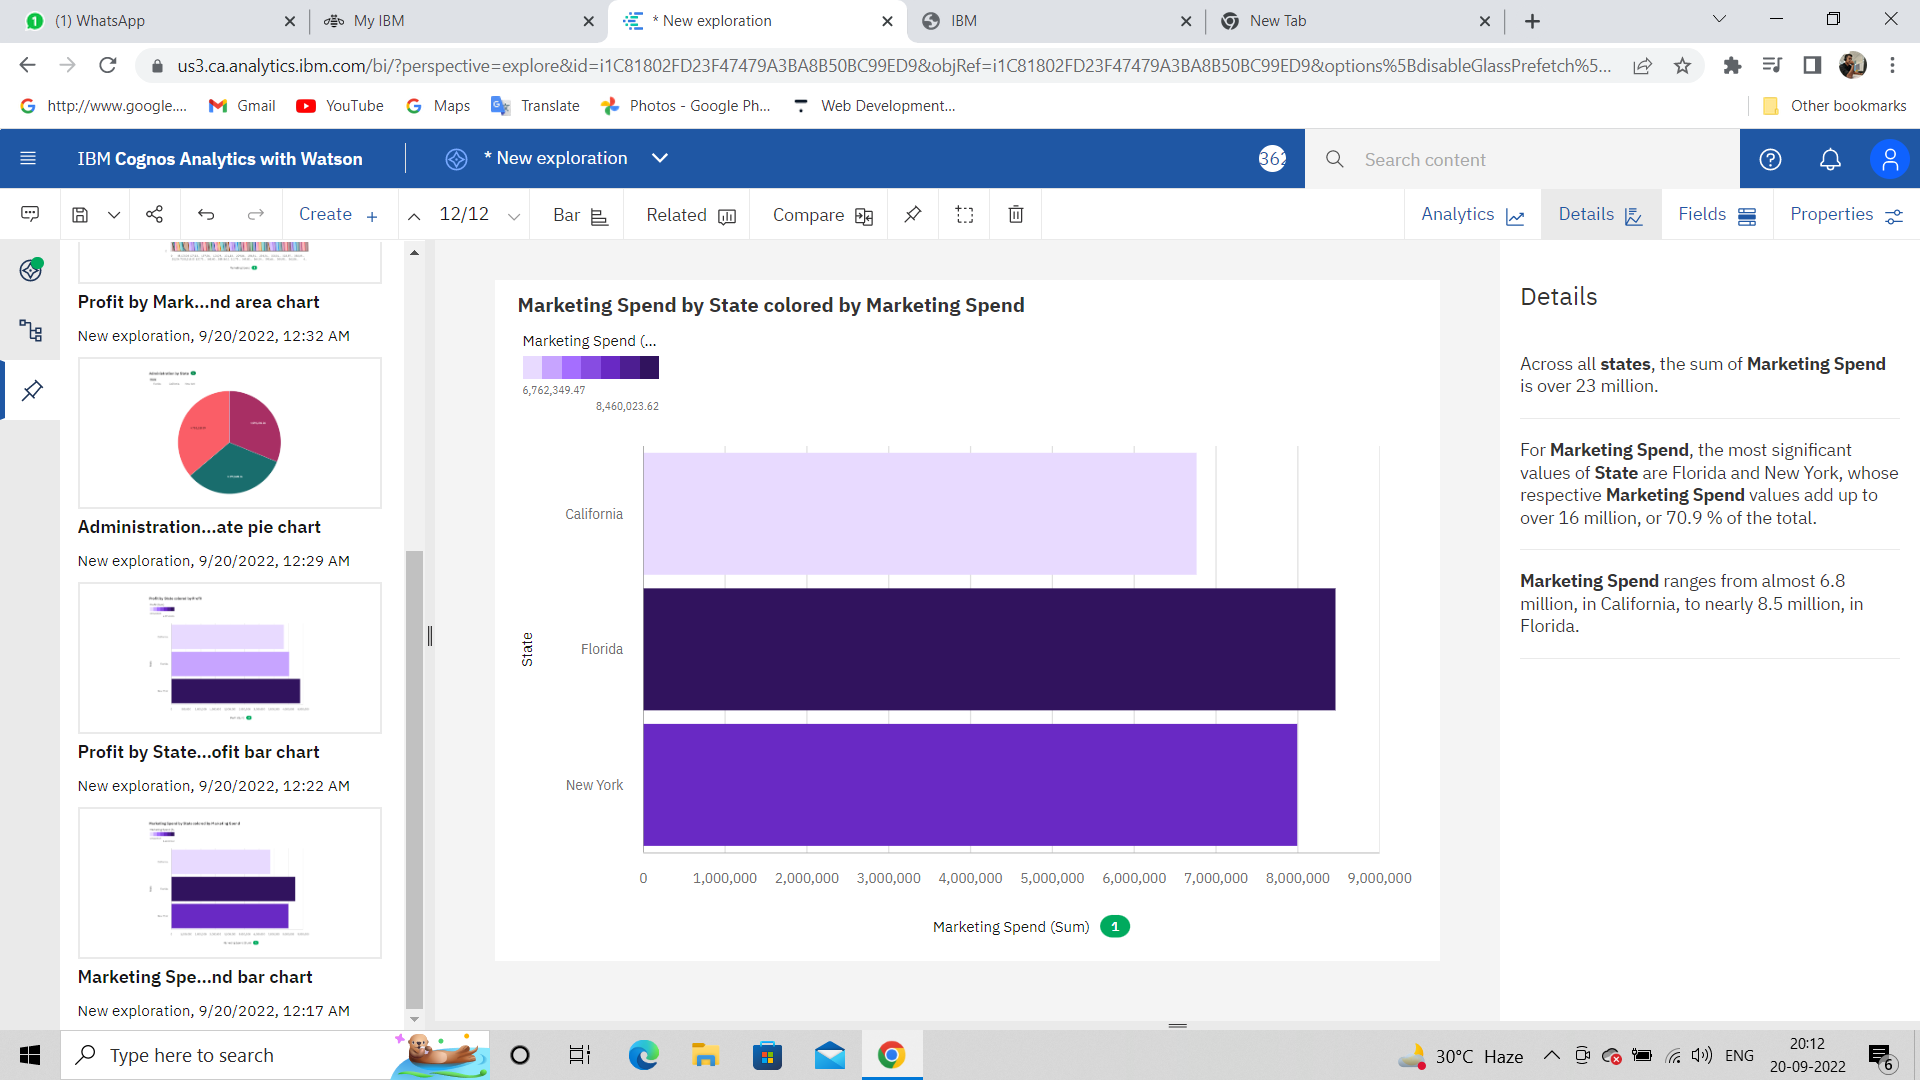 (1) WhatsApp
My IBM
* New exploration
IBM
New Tab
us3.ca.analytics.ibm.com/bi/?perspective=explore&id=i1C81802FD23F47479A3BA8B50BC99ED9&objRef=i1C81802FD23F47479A3BA8B50BC99ED9&options%5BdisableGlassPrefetch%5...
http://www.google....
Gmail
YouTube
Maps
Translate
Photos - Google Ph...
Web Development...
Other bookmarks
IBM Cognos Analytics with Watson
* New exploration
362
Search content
Create +
12/12
Bar
Related
Compare
Analytics
Details
Fields
Properties
Profit by Mark...nd area chart
New exploration, 9/20/2022, 12:32 AM
Administration...ate pie chart
New exploration, 9/20/2022, 12:29 AM
Profit by State...ofit bar chart
New exploration, 9/20/2022, 12:22 AM
Marketing Spe...nd bar chart
New exploration, 9/20/2022, 12:17 AM
Marketing Spend by State colored by Marketing Spend
Marketing Spend (...
6,762,349.47
8,460,023.62
State
California
Florida
New York
0 1,000,000 2,000,000 3,000,000 4,000,000 5,000,000 6,000,000 7,000,000 8,000,000 9,000,000
Marketing Spend (Sum) 1
Details
Across all states, the sum of Marketing Spend
is over 23 million.
For Marketing Spend, the most significant
values of State are Florida and New York, whose
respective Marketing Spend values add up to
over 16 million, or 70.9 % of the total.
Marketing Spend ranges from almost 6.8
million, in California, to nearly 8.5 million, in
Florida.
Type here to search
30°C Haze
ENG
20:12
20-09-2022
6